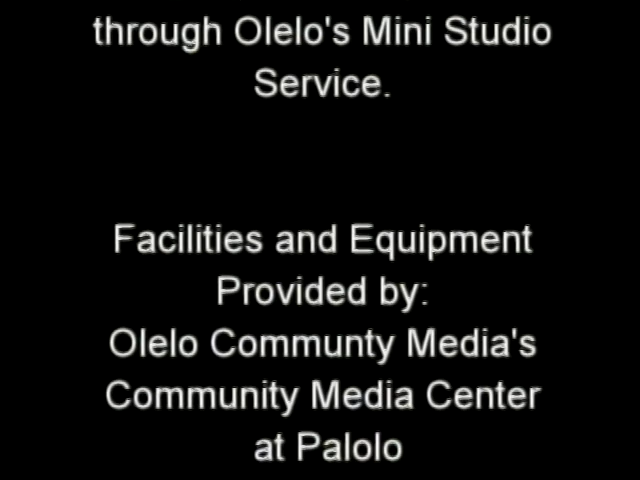 through Olelo's Mini Studio
Service.
Facilities and Equipment
Provided by:
Olelo Communty Media's
Community Media Center
at Palolo